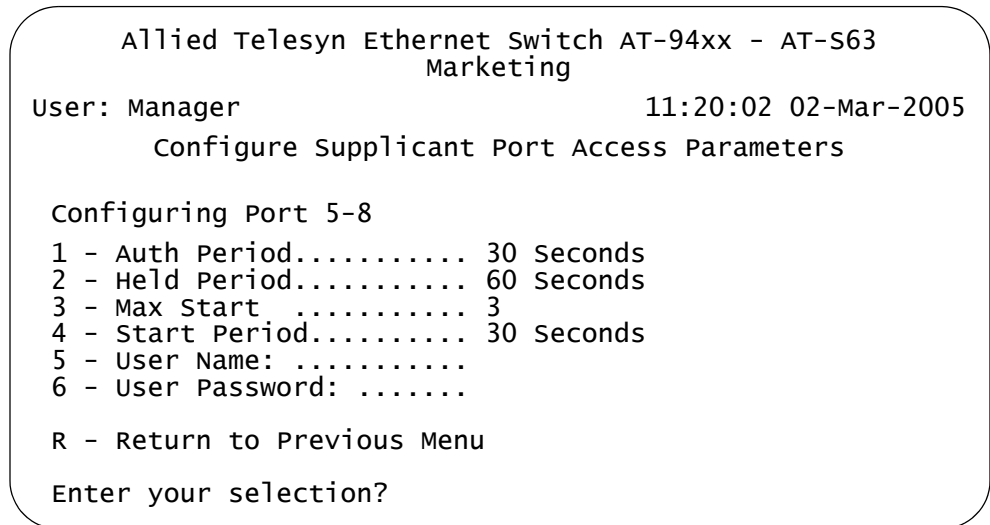 Allied Telesyn Ethernet Switch AT-94xx - AT-S63
Marketing
User: Manager 11:20:02 02-Mar-2005
Configure Supplicant Port Access Parameters
Configuring Port 5-8
1 - Auth Period........... 30 Seconds
2 - Held Period........... 60 Seconds
3 - Max Start ........... 3
4 - Start Period.......... 30 Seconds
5 - User Name: ...........
6 - User Password: .......
R - Return to Previous Menu
Enter your selection?